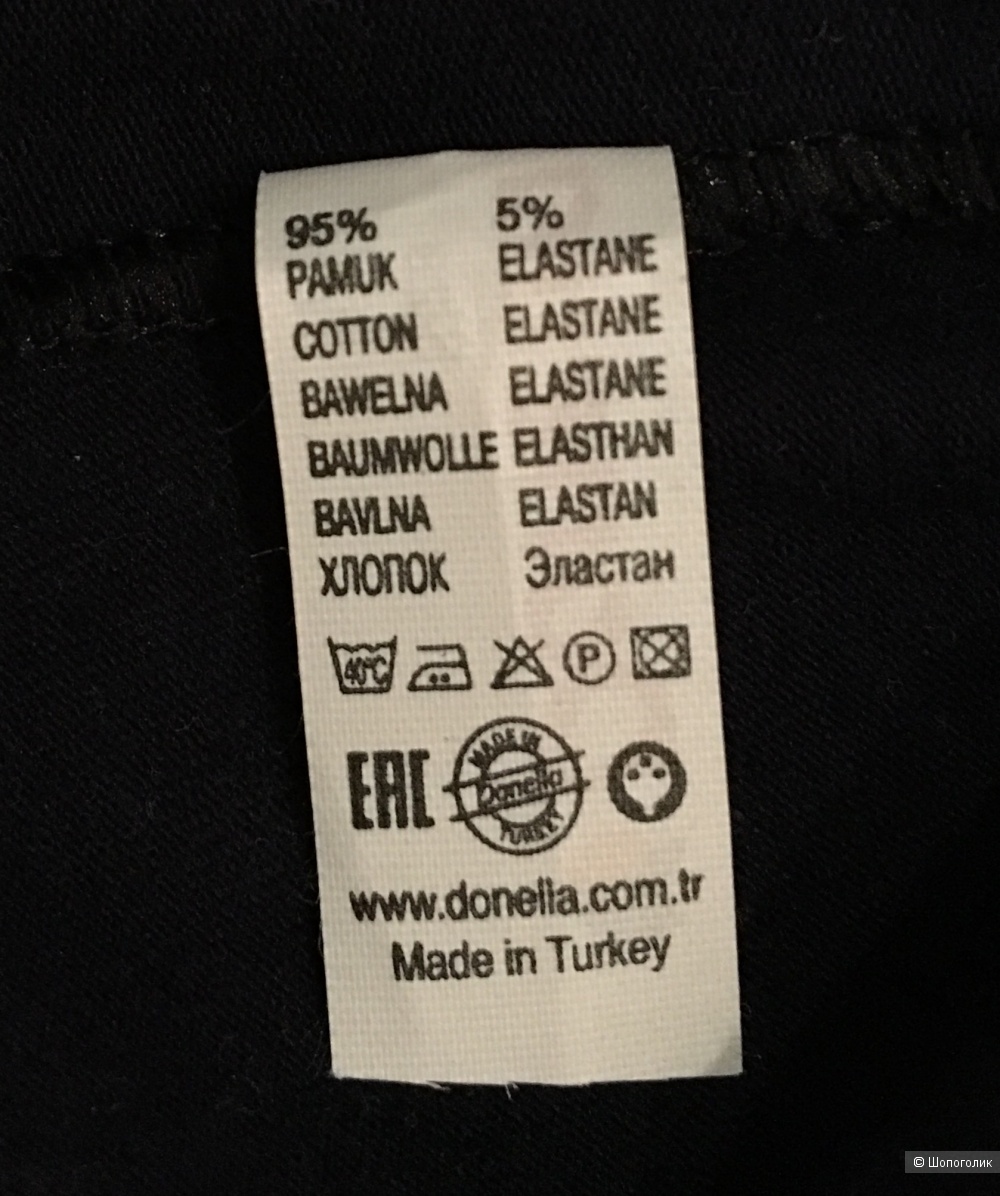 95% 5%
PAMUK ELASTANE
COTTON ELASTANE
BAWELNA ELASTANE
BAUMWOLLE ELASTHAN
BAVLNA ELASTAN
ХЛОПОК Эластан
40°C P
EAC MADE IN Donella TURKEY
www.donella.com.tr
Made in Turkey
© Шопоголик